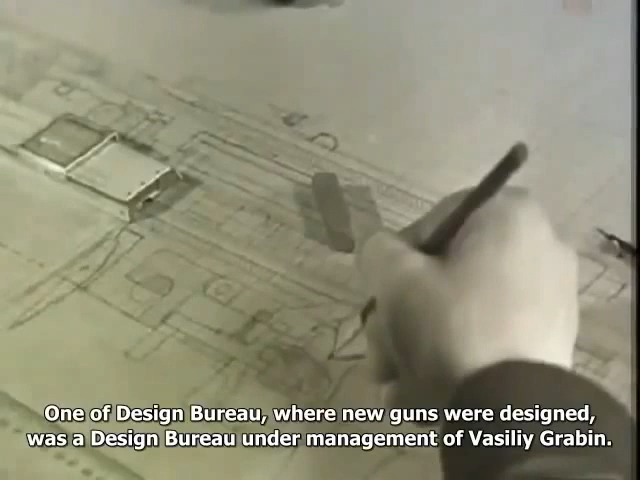 One of Design Bureau, where new guns were designed,
was a Design Bureau under management of Vasiliy Grabin.